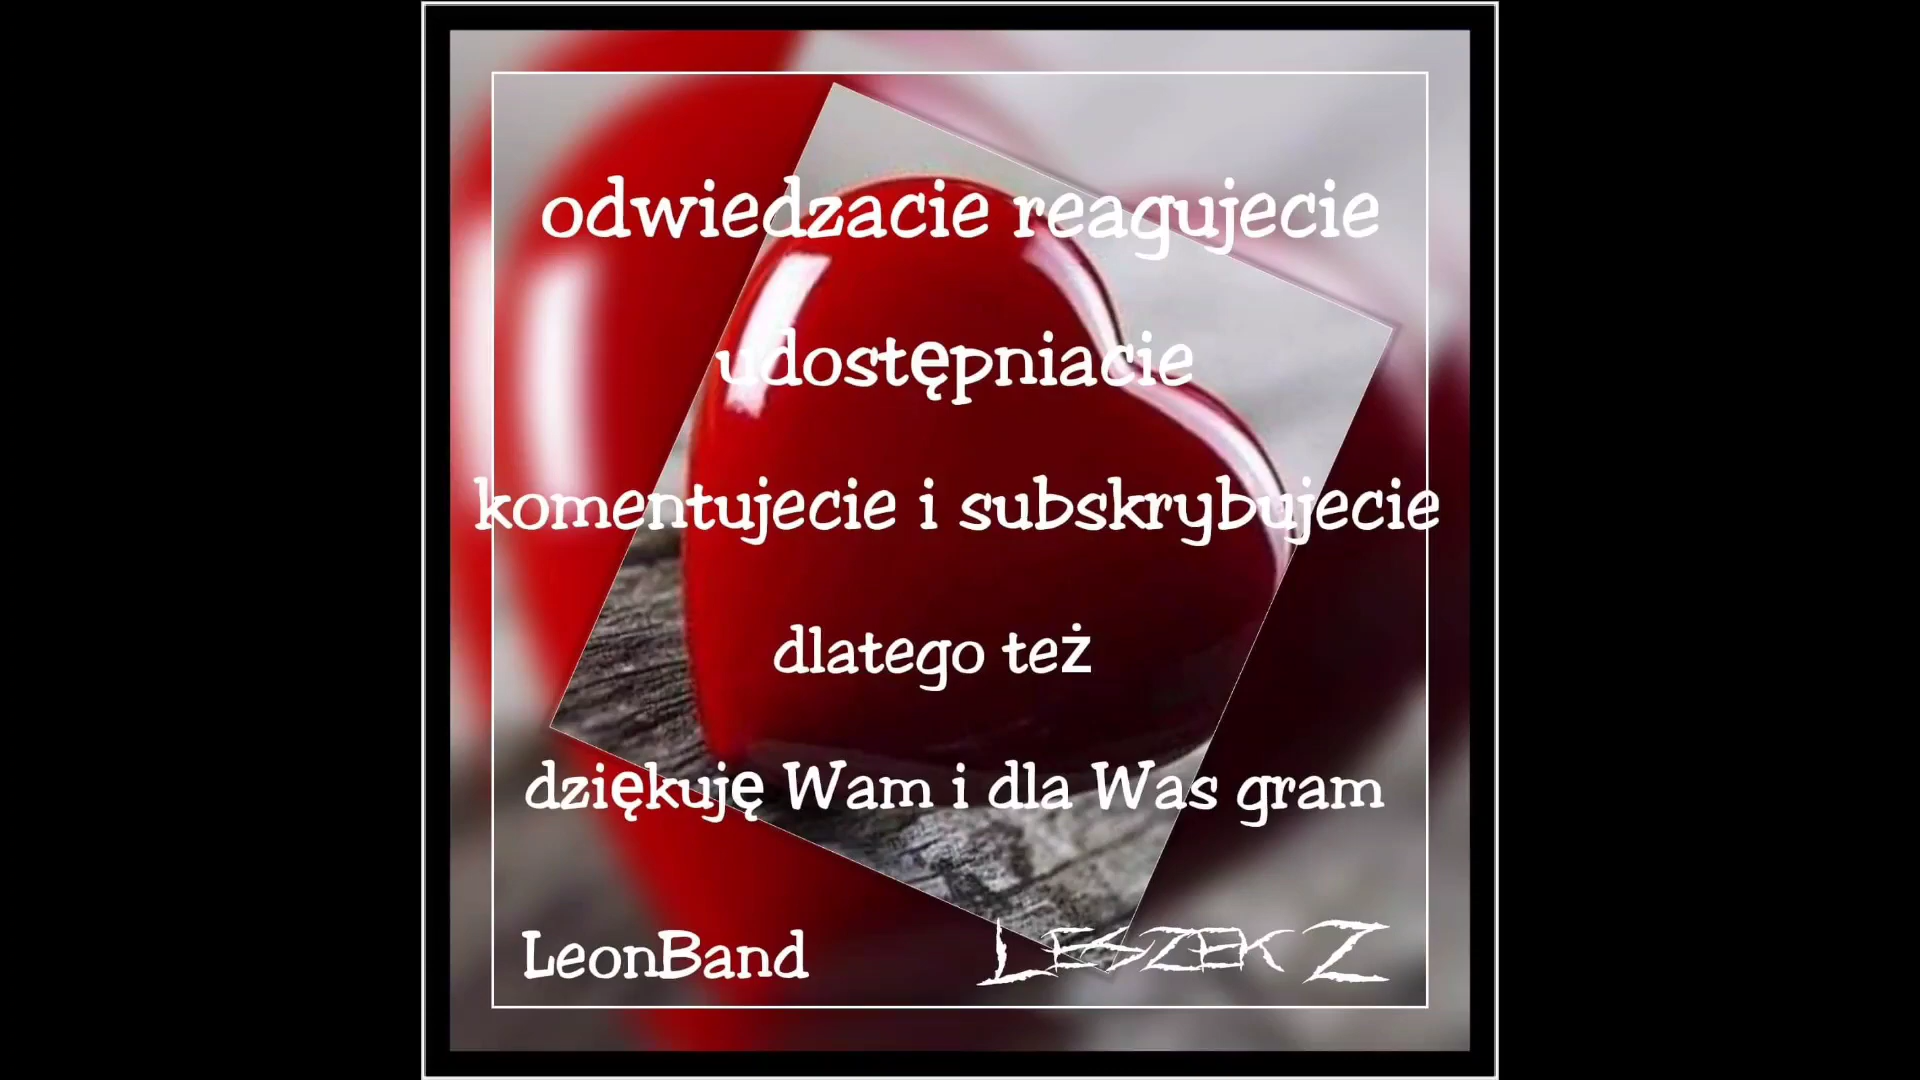 odwiedzacie reagujecie
udostępniacie
komentujecie i subskrybujecie
dlatego też
dziękuję Wam i dla Was gram
LeonBand LESZEK Z